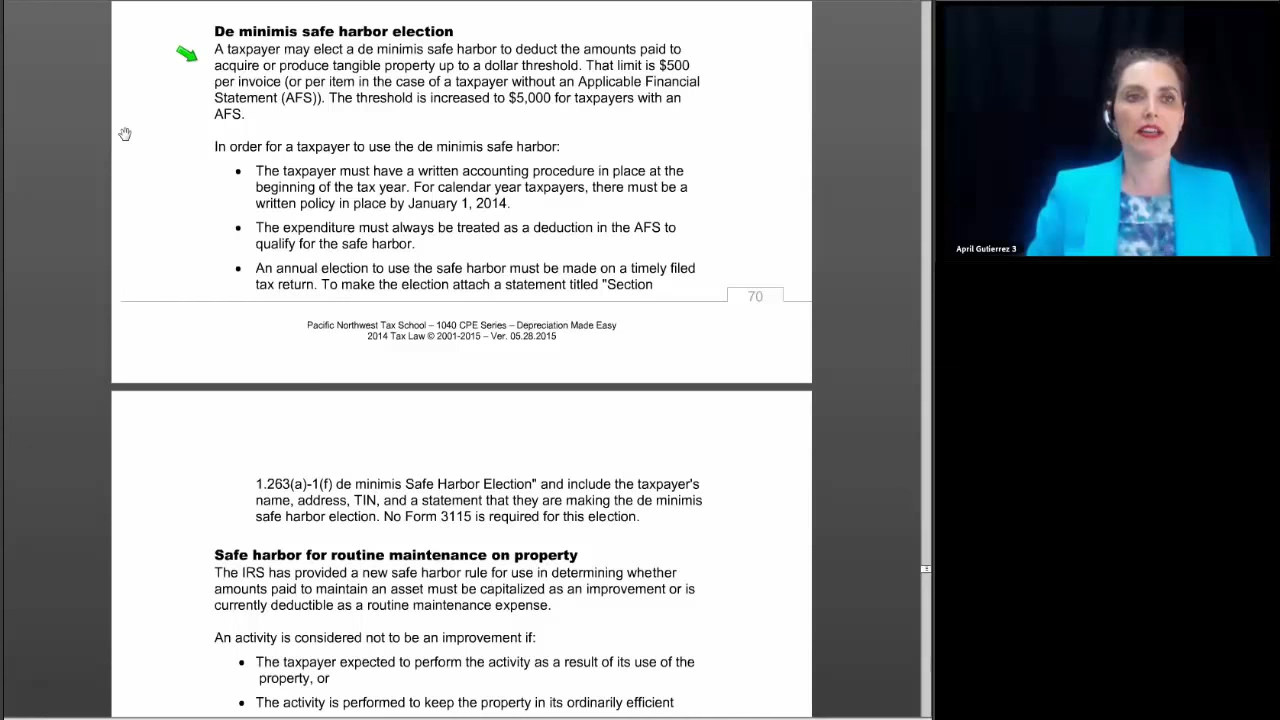 De minimis safe harbor election
A taxpayer may elect a de minimis safe harbor to deduct the amounts paid to
acquire or produce tangible property up to a dollar threshold. That limit is $500
per invoice (or per item in the case of a taxpayer without an Applicable Financial
Statement (AFS)). The threshold is increased to $5,000 for taxpayers with an
AFS.
In order for a taxpayer to use the de minimis safe harbor:
• The taxpayer must have a written accounting procedure in place at the
beginning of the tax year. For calendar year taxpayers, there must be a
written policy in place by January 1, 2014.
• The expenditure must always be treated as a deduction in the AFS to
qualify for the safe harbor.
• An annual election to use the safe harbor must be made on a timely filed
tax return. To make the election attach a statement titled "Section
70
Pacific Northwest Tax School – 1040 CPE Series – Depreciation Made Easy
2014 Tax Law © 2001-2015 – Ver. 05.28.2015
1.263(a)-1(f) de minimis Safe Harbor Election" and include the taxpayer's
name, address, TIN, and a statement that they are making the de minimis
safe harbor election. No Form 3115 is required for this election.
Safe harbor for routine maintenance on property
The IRS has provided a new safe harbor rule for use in determining whether
amounts paid to maintain an asset must be capitalized as an improvement or is
currently deductible as a routine maintenance expense.
An activity is considered not to be an improvement if:
• The taxpayer expected to perform the activity as a result of its use of the
property, or
• The activity is performed to keep the property in its ordinarily efficient
April Gutierrez 3